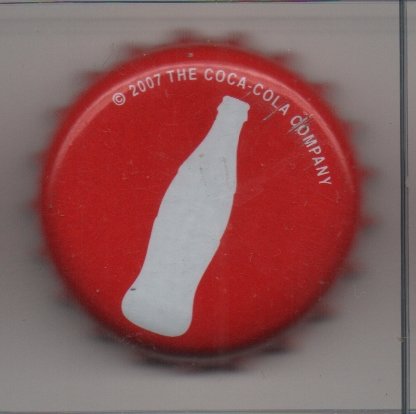 © 2007 THE COCA-COLA COMPANY